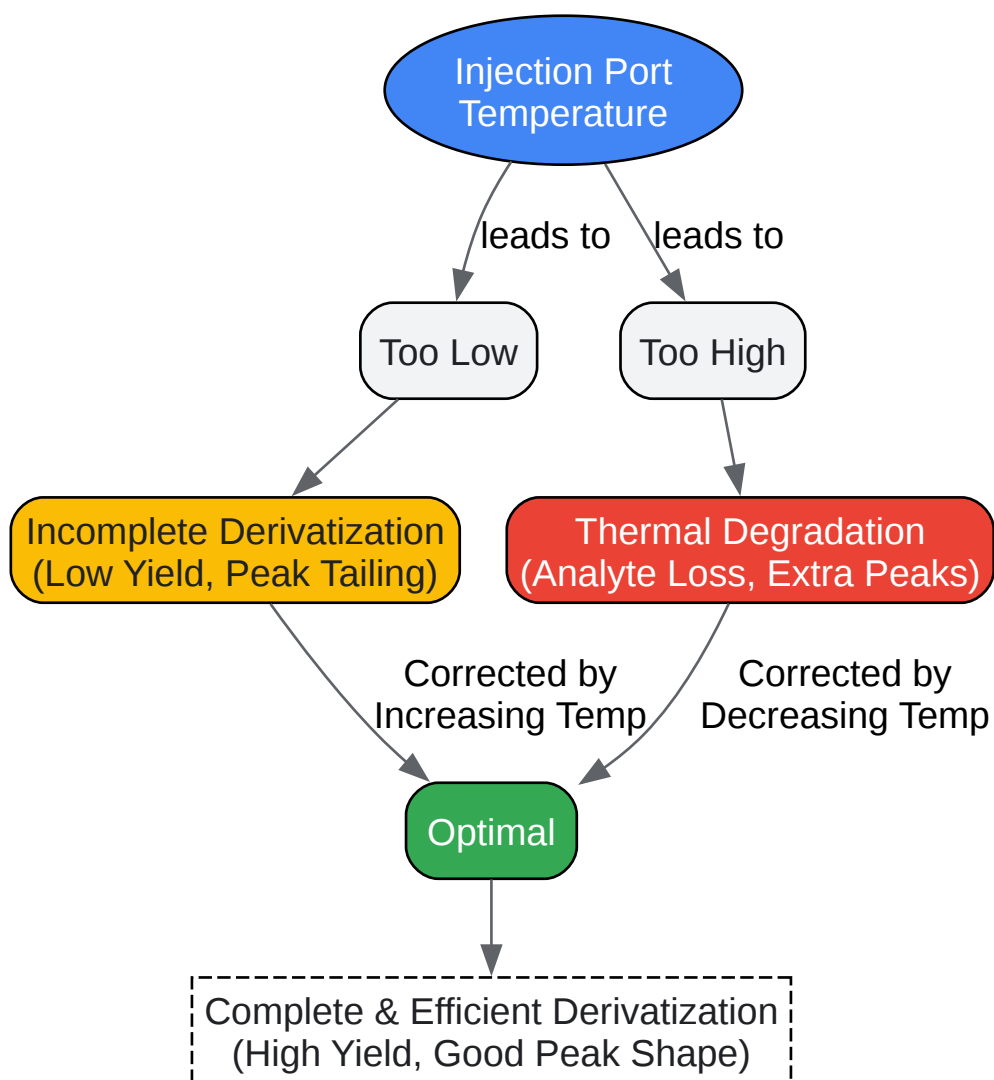 Injection Port
Temperature
leads to
leads to
Too Low
Too High
Incomplete Derivatization
(Low Yield, Peak Tailing)
Thermal Degradation
(Analyte Loss, Extra Peaks)
Corrected by
Increasing Temp
Corrected by
Decreasing Temp
Optimal
Complete & Efficient Derivatization
(High Yield, Good Peak Shape)